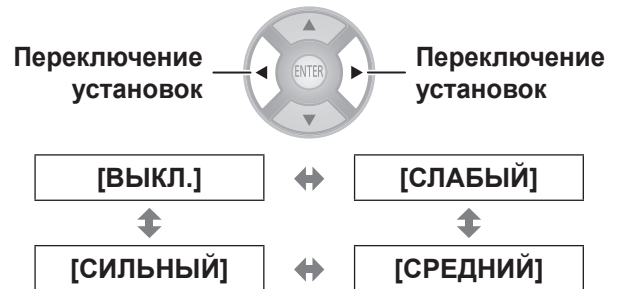 Переключение
установок
ENTER
Переключение
установок
[ВЫКЛ.]
[СЛАБЫЙ]
[СИЛЬНЫЙ]
[СРЕДНИЙ]